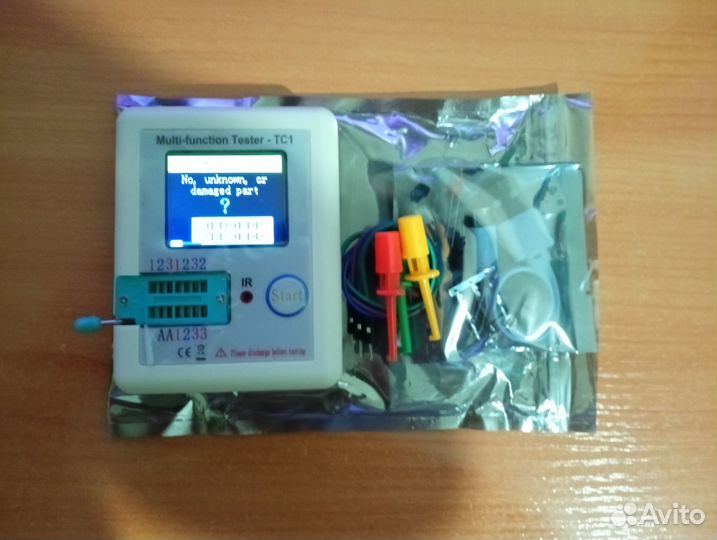 Multi-function Tester - TC1
No, unknown, or
damaged part
?
1231232
IR
Start
AA1233
CE
Please discharge before testing
Avito